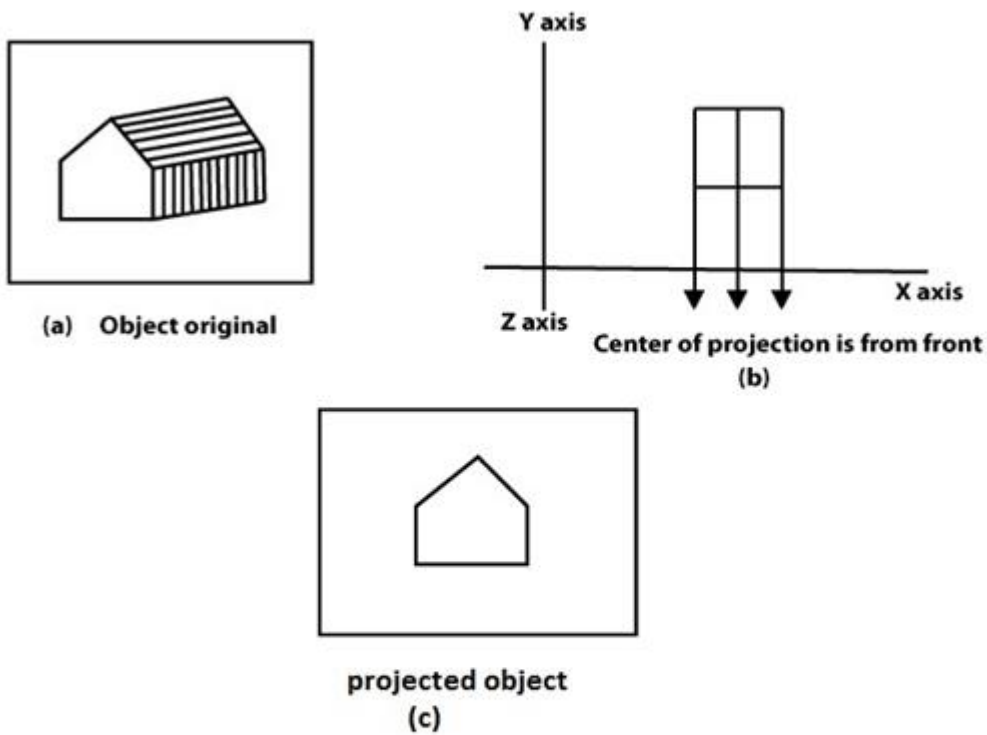 Y axis
(a) Object original
X axis
Z axis
Center of projection is from front
(b)
projected object
(c)